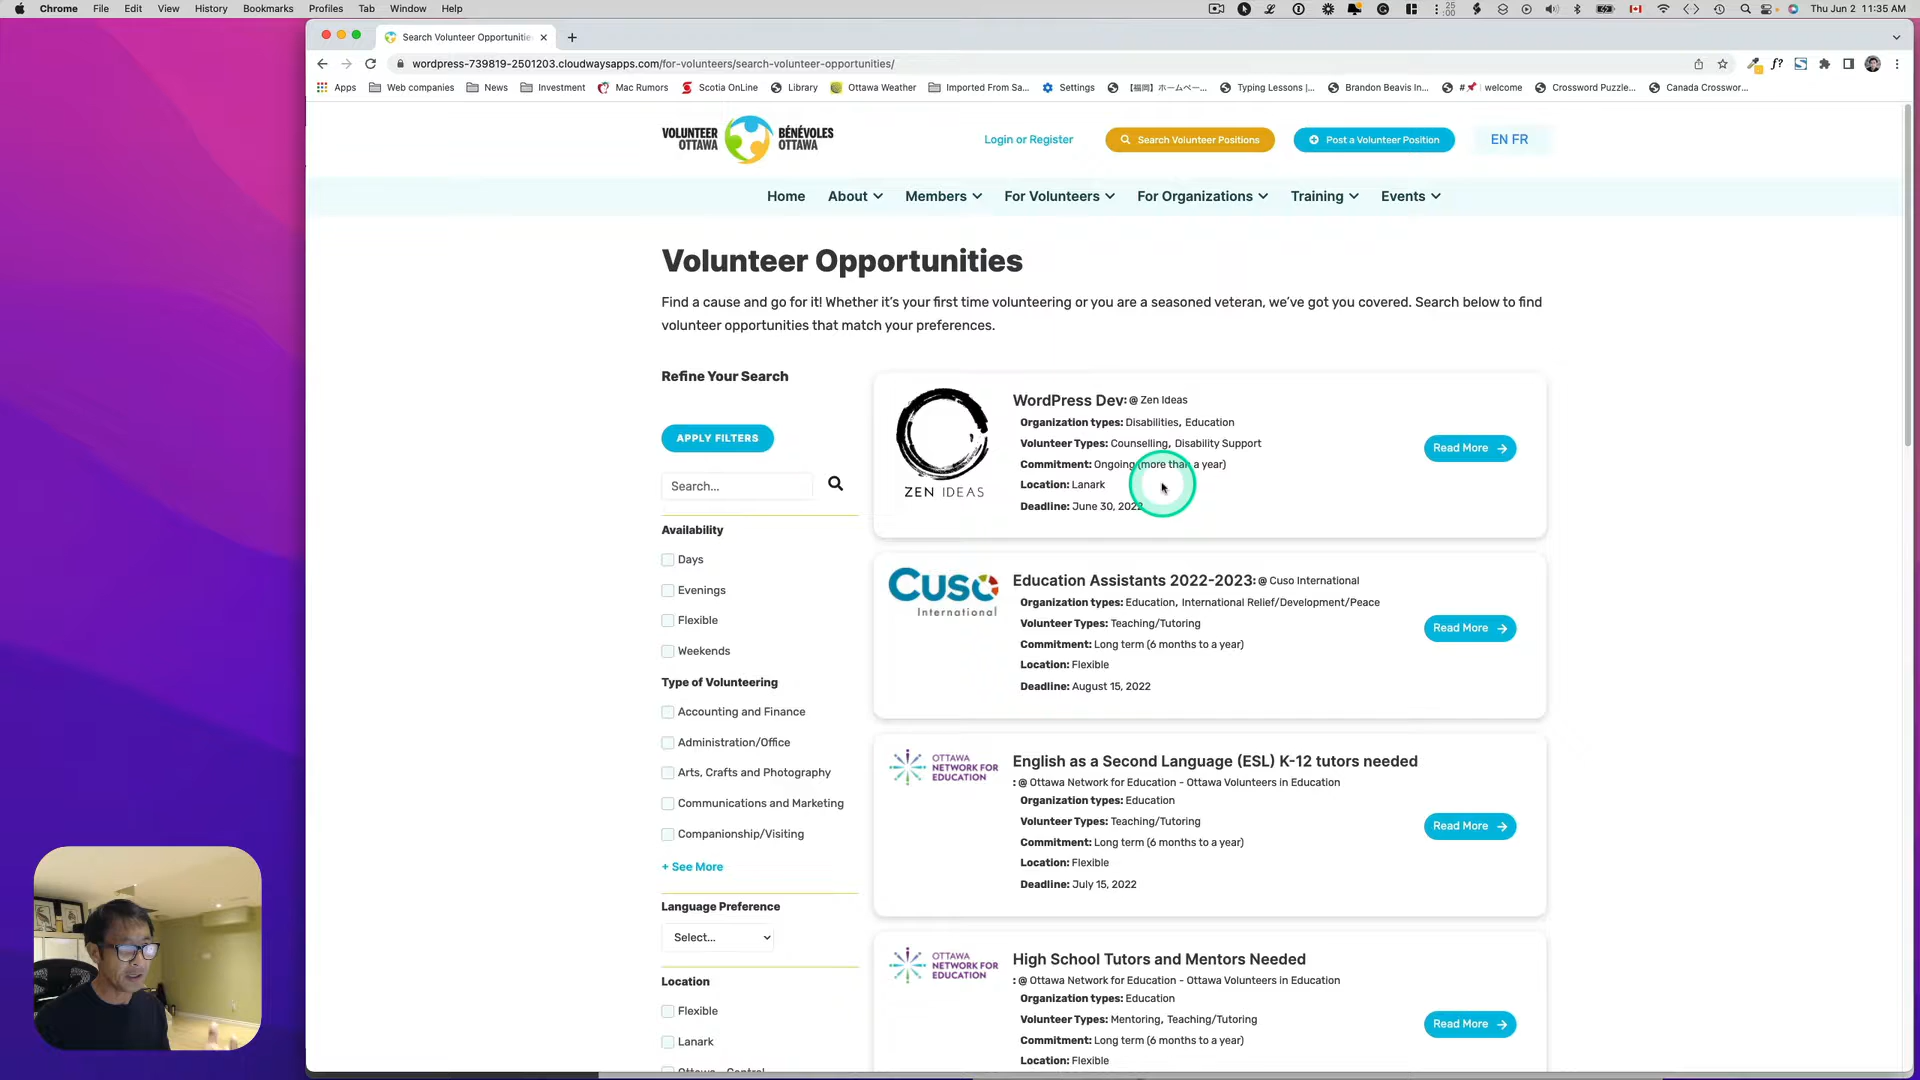 Chrome File Edit View History Bookmarks Profiles Tab Window Help
25
:00
Thu Jun 2 11:35 AM
Search Volunteer Opportunitie
wordpress-739819-2501203.cloudwaysapps.com/for-volunteers/search-volunteer-opportunities/
Apps Web companies News Investment Mac Rumors Scotia OnLine Library Ottawa Weather Imported From Sa... Settings 【福岡】ホームペー... Typing Lessons |... Brandon Beavis In... #📌 | welcome Crossword Puzzle... Canada Crosswor...
VOLUNTEER OTTAWA BÉNÉVOLES OTTAWA
Login or Register Search Volunteer Positions Post a Volunteer Position EN FR
Home About Members For Volunteers For Organizations Training Events
Volunteer Opportunities
Find a cause and go for it! Whether it's your first time volunteering or you are a seasoned veteran, we've got you covered. Search below to find
volunteer opportunities that match your preferences.
Refine Your Search
APPLY FILTERS
Search...
Availability
Days
Evenings
Flexible
Weekends
Type of Volunteering
Accounting and Finance
Administration/Office
Arts, Crafts and Photography
Communications and Marketing
Companionship/Visiting
+ See More
Language Preference
Select...
Location
Flexible
Lanark
ZEN IDEAS
WordPress Dev: @ Zen Ideas
Organization types: Disabilities, Education
Volunteer Types: Counselling, Disability Support
Commitment: Ongoing (more than a year)
Location: Lanark
Deadline: June 30, 2022
Read More
Cuso
International
Education Assistants 2022-2023: @ Cuso International
Organization types: Education, International Relief/Development/Peace
Volunteer Types: Teaching/Tutoring
Commitment: Long term (6 months to a year)
Location: Flexible
Deadline: August 15, 2022
Read More
OTTAWA
NETWORK FOR
EDUCATION
English as a Second Language (ESL) K-12 tutors needed
: @ Ottawa Network for Education - Ottawa Volunteers in Education
Organization types: Education
Volunteer Types: Teaching/Tutoring
Commitment: Long term (6 months to a year)
Location: Flexible
Deadline: July 15, 2022
Read More
OTTAWA
NETWORK FOR
EDUCATION
High School Tutors and Mentors Needed
: @ Ottawa Network for Education - Ottawa Volunteers in Education
Organization types: Education
Volunteer Types: Mentoring, Teaching/Tutoring
Commitment: Long term (6 months to a year)
Location: Flexible
Read More